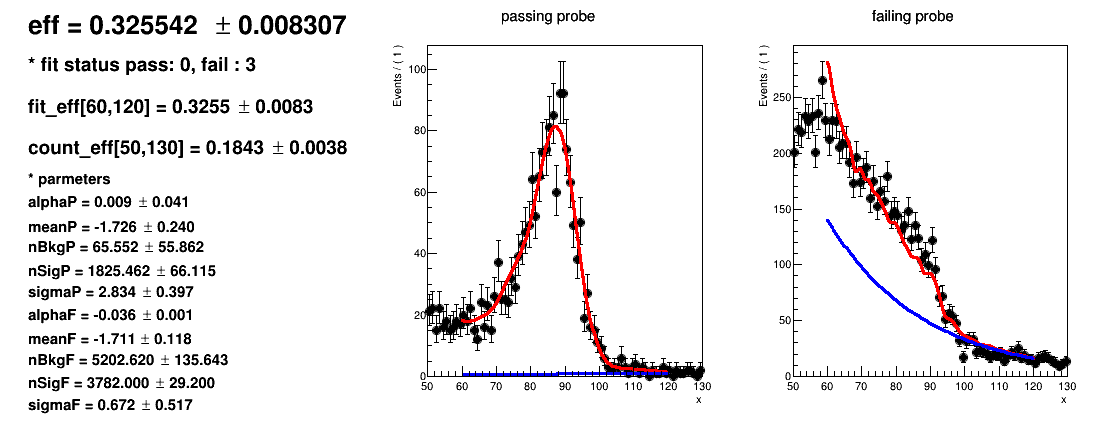 eff = 0.325542 ± 0.008307
* fit status pass: 0, fail : 3
fit_eff[60,120] = 0.3255 ± 0.0083
count_eff[50,130] = 0.1843 ± 0.0038
* parmeters
alphaP = 0.009 ± 0.041
meanP = -1.726 ± 0.240
nBkgP = 65.552 ± 55.862
nSigP = 1825.462 ± 66.115
sigmaP = 2.834 ± 0.397
alphaF = -0.036 ± 0.001
meanF = -1.711 ± 0.118
nBkgF = 5202.620 ± 135.643
nSigF = 3782.000 ± 29.200
sigmaF = 0.672 ± 0.517
passing probe
Events / ( 1 )
100
80
60
40
20
0
50 60 70 80 90 100 110 120 130
x
failing probe
Events / ( 1 )
250
200
150
100
50
0
50 60 70 80 90 100 110 120 130
x